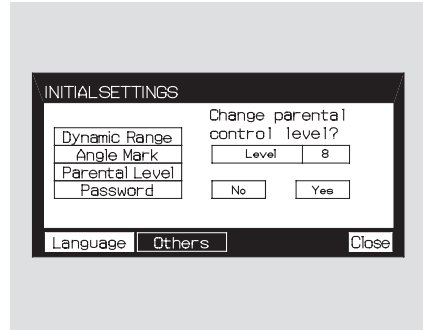 INITIALSETTINGS
Dynamic Range
Angle Mark
Parental Level
Password
Change parental
control level?
Level 8
No Yes
Language Others Close